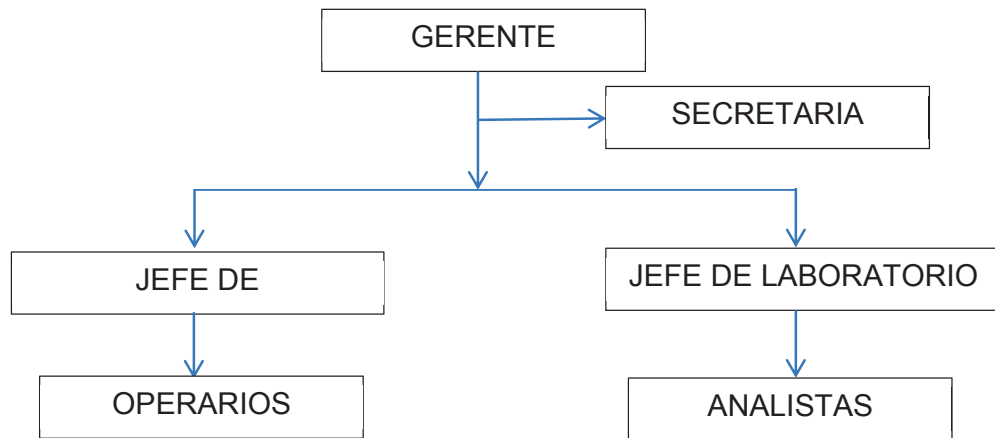 GERENTE
SECRETARIA
JEFE DE
JEFE DE LABORATORIO
OPERARIOS
ANALISTAS